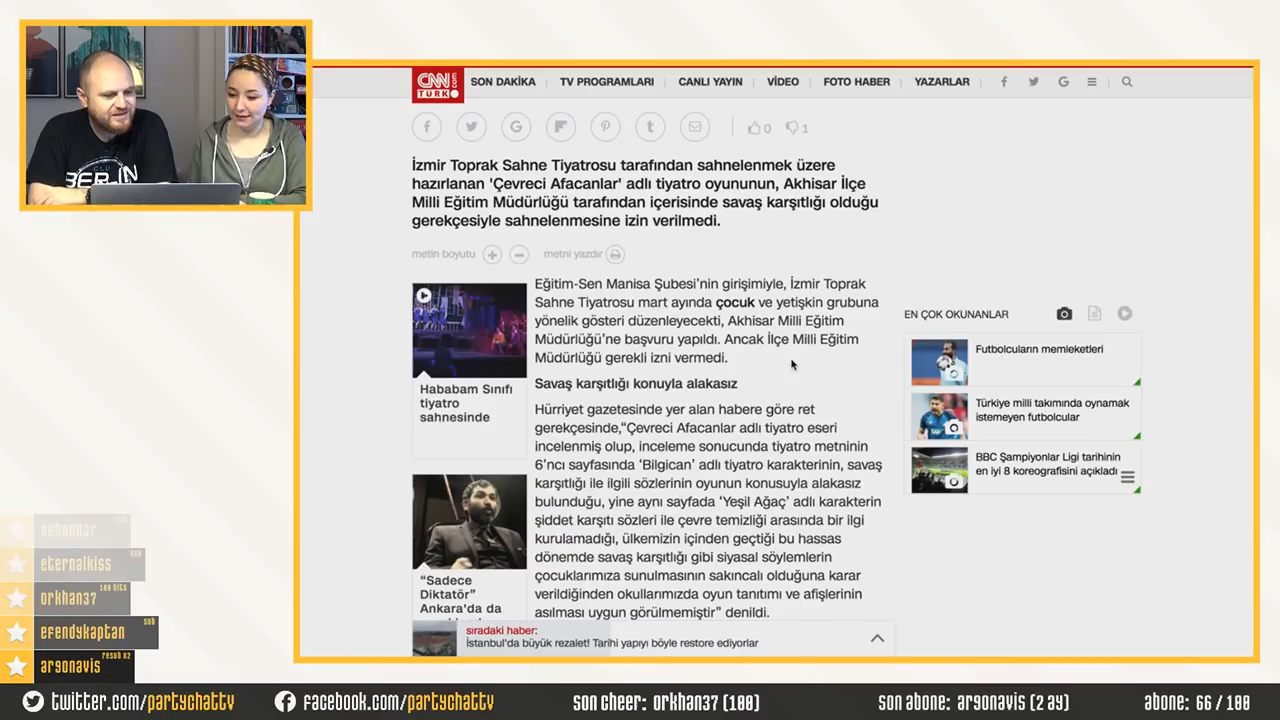 BERLIN
CNN
TÜRK
.com
SON DAKİKA
TV PROGRAMLARI
CANLI YAYIN
VİDEO
FOTO HABER
YAZARLAR
0
1
İzmir Toprak Sahne Tiyatrosu tarafından sahnelenmek üzere
hazırlanan 'Çevreci Afacanlar' adlı tiyatro oyununun, Akhisar İlçe
Milli Eğitim Müdürlüğü tarafından içerisinde savaş karşıtlığı olduğu
gerekçesiyle sahnelenmesine izin verilmedi.
metin boyutu
metni yazdır
Eğitim-Sen Manisa Şubesi'nin girişimiyle, İzmir Toprak
Sahne Tiyatrosu mart ayında çocuk ve yetişkin grubuna
yönelik gösteri düzenleyecekti, Akhisar Milli Eğitim
Müdürlüğü'ne başvuru yapıldı. Ancak İlçe Milli Eğitim
Müdürlüğü gerekli izni vermedi.
Savaş karşıtlığı konuyla alakasız
Hürriyet gazetesinde yer alan habere göre ret
gerekçesinde,“Çevreci Afacanlar adlı tiyatro eseri
incelenmiş olup, inceleme sonucunda tiyatro metninin
6'ncı sayfasında 'Bilgican' adlı tiyatro karakterinin, savaş
karşıtlığı ile ilgili sözlerinin oyunun konusuyla alakasız
bulunduğu, yine aynı sayfada 'Yeşil Ağaç' adlı karakterin
şiddet karşıtı sözleri ile çevre temizliği arasında bir ilgi
kurulamadığı, ülkemizin içinden geçtiği bu hassas
dönemde savaş karşıtlığı gibi siyasal söylemlerin
çocuklarımıza sunulmasının sakıncalı olduğuna karar
verildiğinden okullarımızda oyun tanıtımı ve afişlerinin
asılması uygun görülmemiştir” denildi.
Hababam Sınıfı
tiyatro
sahnesinde
“Sadece
Diktatör”
Ankara'da da
sıradaki haber:
İstanbul'da büyük rezalet! Tarihi yapıyı böyle restore ediyorlar
EN ÇOK OKUNANLAR
Futbolcuların memleketleri
Türkiye milli takımında oynamak
istemeyen futbolcular
BBC Şampiyonlar Ligi tarihinin
en iyi 8 koreografisini açıkladı
eternalkiss
sub
orkhan37
100 bits
efendykaptan
sub
argonavis
resub x2
twitter.com/partychattv
facebook.com/partychattv
son cheer: orkhan37 (100)
son abone: argonavis (2 ay)
abone: 66 / 100